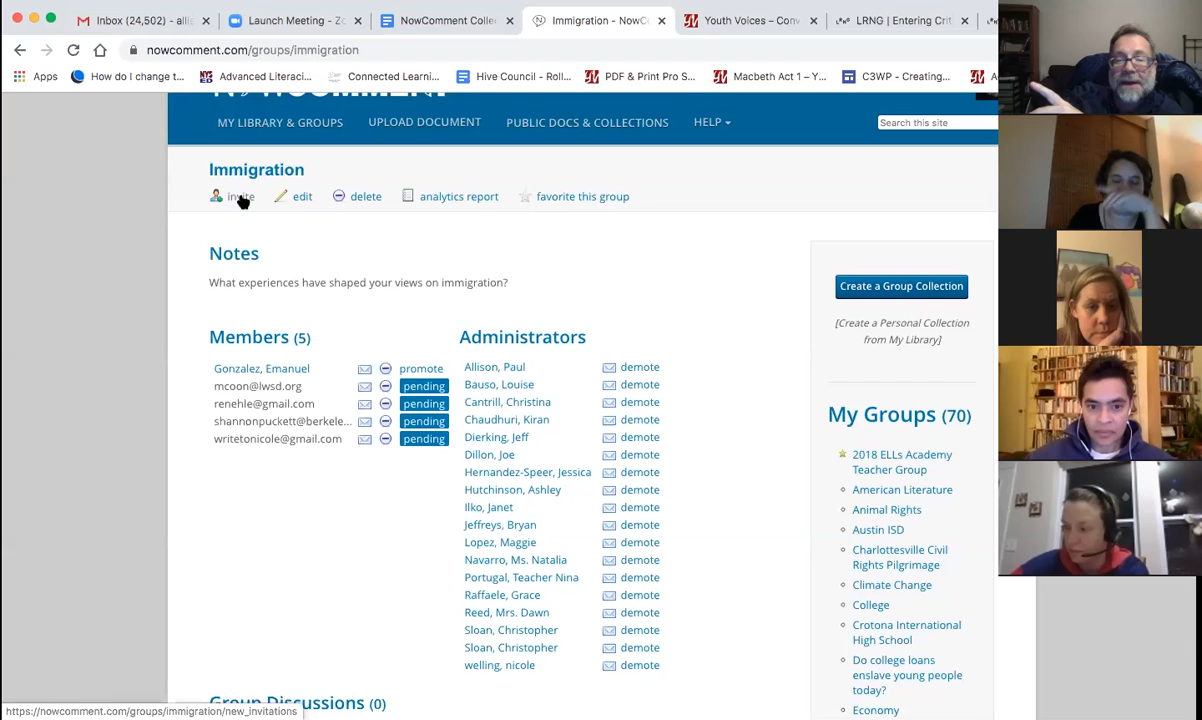 Inbox (24,502) - alli
Launch Meeting - Zo
NowComment Colle
Immigration - NowCo
Youth Voices – Conv
LRNG | Entering Crit
nowcomment.com/groups/immigration
Apps
How do I change t...
Advanced Literaci...
Connected Learni...
Hive Council - Roll...
PDF & Print Pro S...
Macbeth Act 1 – Y...
C3WP - Creating...
NOWCOMMENT
MY LIBRARY & GROUPS
UPLOAD DOCUMENT
PUBLIC DOCS & COLLECTIONS
HELP
Search this site
Immigration
invite
edit
delete
analytics report
favorite this group
Notes
What experiences have shaped your views on immigration?
Members (5)
Gonzalez, Emanuel promote
mcoon@lwsd.org pending
renehle@gmail.com pending
shannonpuckett@berkele... pending
writetonicole@gmail.com pending
Administrators
Allison, Paul demote
Bauso, Louise demote
Cantrill, Christina demote
Chaudhuri, Kiran demote
Dierking, Jeff demote
Dillon, Joe demote
Hernandez-Speer, Jessica demote
Hutchinson, Ashley demote
Ilko, Janet demote
Jeffreys, Bryan demote
Lopez, Maggie demote
Navarro, Ms. Natalia demote
Portugal, Teacher Nina demote
Raffaele, Grace demote
Reed, Mrs. Dawn demote
Sloan, Christopher demote
Sloan, Christopher demote
welling, nicole demote
Group Discussions (0)
Create a Group Collection
[Create a Personal Collection
from My Library]
My Groups (70)
2018 ELLs Academy
Teacher Group
American Literature
Animal Rights
Austin ISD
Charlottesville Civil
Rights Pilgrimage
Climate Change
College
Crotona International
High School
Do college loans
enslave young people
today?
Economy
https://nowcomment.com/groups/immigration/new_invitations